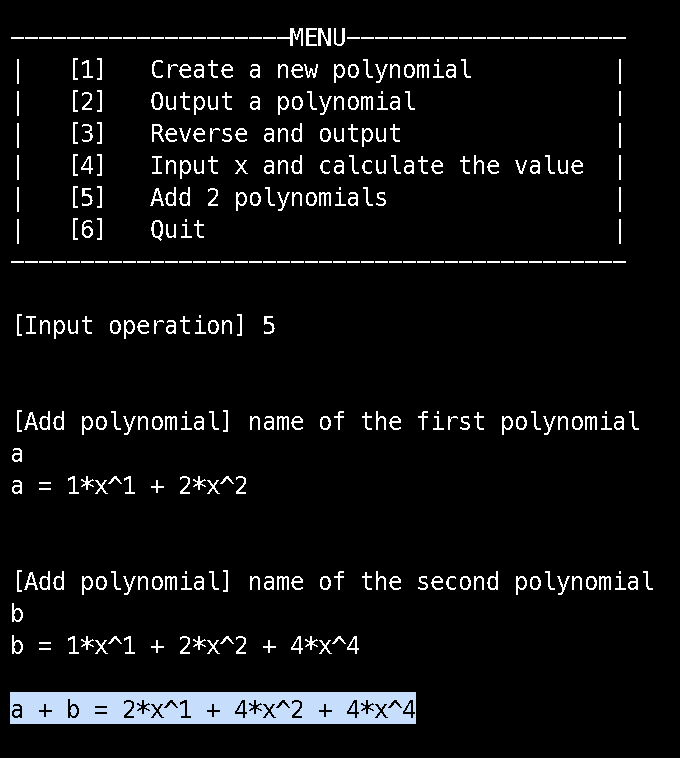 ————————————————————MENU————————————————————
|   [1]   Create a new polynomial          |
|   [2]   Output a polynomial              |
|   [3]   Reverse and output               |
|   [4]   Input x and calculate the value  |
|   [5]   Add 2 polynomials                |
|   [6]   Quit                             |
————————————————————————————————————————————
[Input operation] 5
[Add polynomial] name of the first polynomial
a
a = 1*x^1 + 2*x^2
[Add polynomial] name of the second polynomial
b
b = 1*x^1 + 2*x^2 + 4*x^4
a + b = 2*x^1 + 4*x^2 + 4*x^4